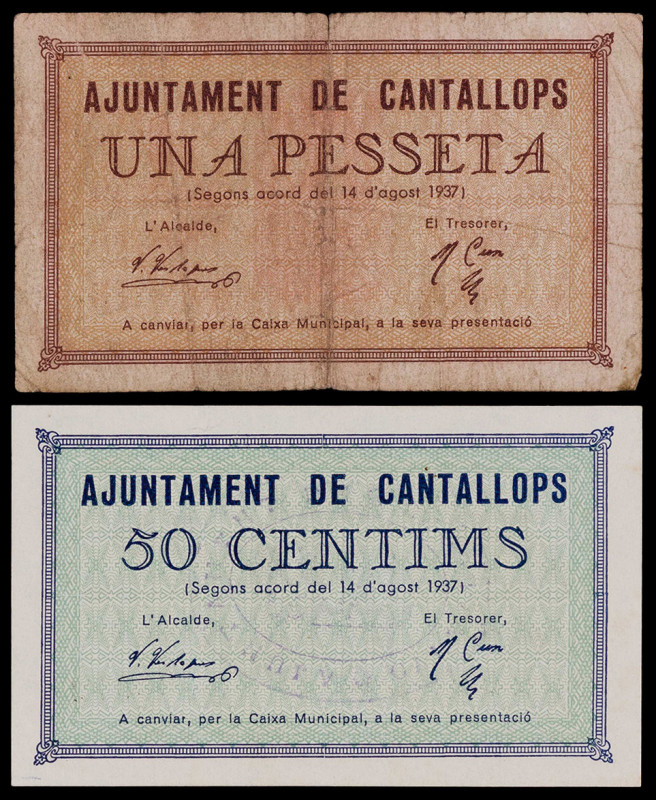 AJUNTAMENT DE CANTALLOPS
UNA PESSETA
(Segons acord del 14 d'agost 1937)
L'Alcalde, El Tresorer,
A canviar, per la Caixa Municipal, a la seva presentació
AJUNTAMENT DE CANTALLOPS
50 CENTIMS
(Segons acord del 14 d'agost 1937)
L'Alcalde, El Tresorer,
A canviar, per la Caixa Municipal, a la seva presentació